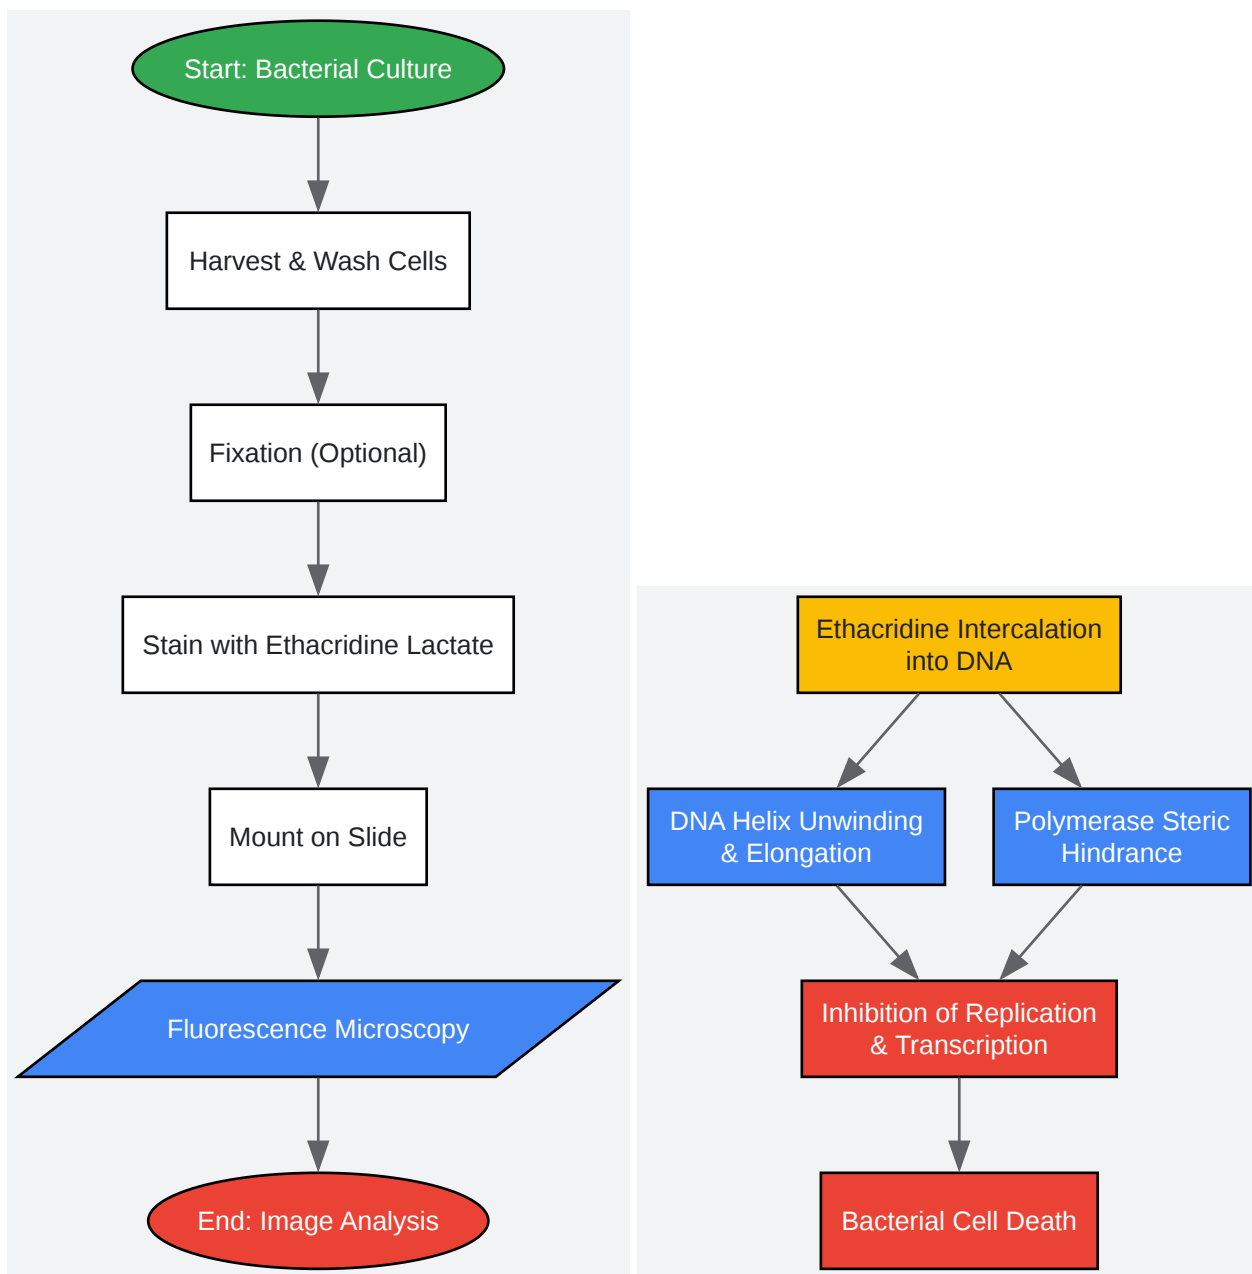 Start: Bacterial Culture
Harvest & Wash Cells
Fixation (Optional)
Stain with Ethacridine Lactate
Mount on Slide
Fluorescence Microscopy
End: Image Analysis
Ethacridine Intercalation
into DNA
DNA Helix Unwinding
& Elongation
Polymerase Steric
Hindrance
Inhibition of Replication
& Transcription
Bacterial Cell Death